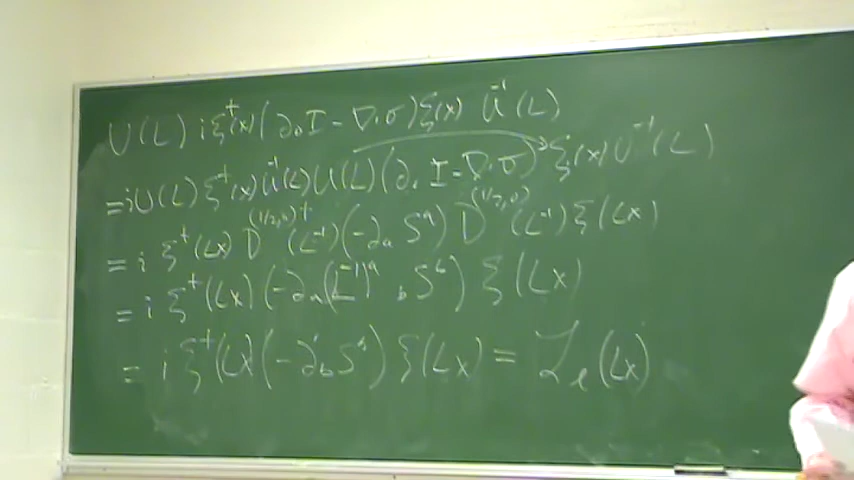 U(L) i ξ†(x)(∂₀I − ∇·σ)ξ(x) U⁻¹(L)
= iU(L) ξ†(x)U⁻¹(L)U(L)(∂₀ I − ∇·σ) ξ(x)U⁻¹(L)
= i ξ†(Lx) D^(1/2,0)† (L⁻¹)(−∂ₐ Sᵃ) D^(1/2,0) (L⁻¹) ξ(Lx)
= i ξ†(Lx)(−∂ₐ(L⁻¹)ᵃ_b Sᵇ) ξ(Lx)
= i ξ†(Lx)(−∂'_b Sᵇ) ξ(Lx) = ℒ_ℓ(Lx)